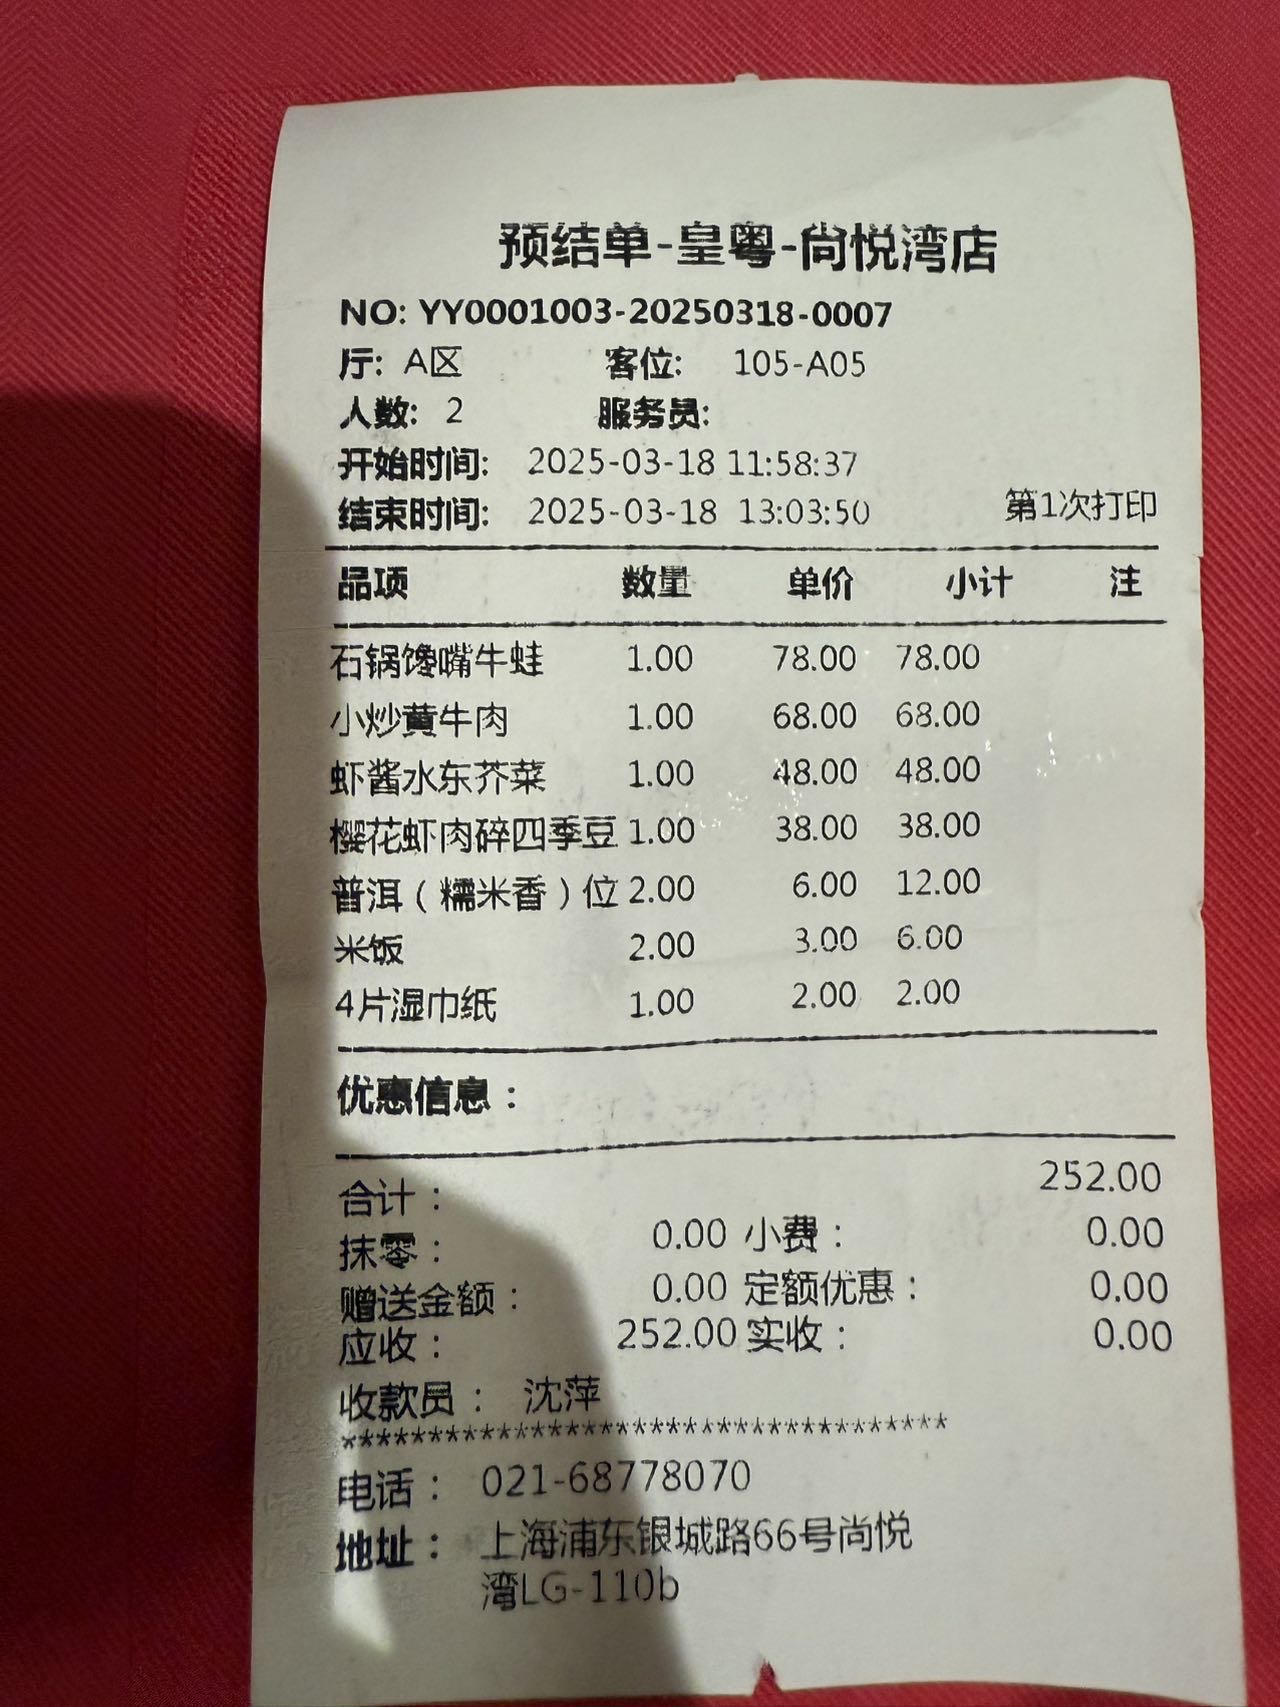 预结单-皇粤-尚悦湾店
NO: YY0001003-20250318-0007
厅: A区 客位: 105-A05
人数: 2 服务员:
开始时间: 2025-03-18 11:58:37
结束时间: 2025-03-18 13:03:50 第1次打印
品项 数量 单价 小计 注
石锅馋嘴牛蛙 1.00 78.00 78.00
小炒黄牛肉 1.00 68.00 68.00
虾酱水东芥菜 1.00 48.00 48.00
樱花虾肉碎四季豆 1.00 38.00 38.00
普洱（糯米香）位 2.00 6.00 12.00
米饭 2.00 3.00 6.00
4片湿巾纸 1.00 2.00 2.00
优惠信息：
合计： 252.00
抹零： 0.00 小费： 0.00
赠送金额： 0.00 定额优惠： 0.00
应收： 252.00 实收： 0.00
收款员： 沈萍
***********************************
电话： 021-68778070
地址： 上海浦东银城路66号尚悦
湾LG-110b